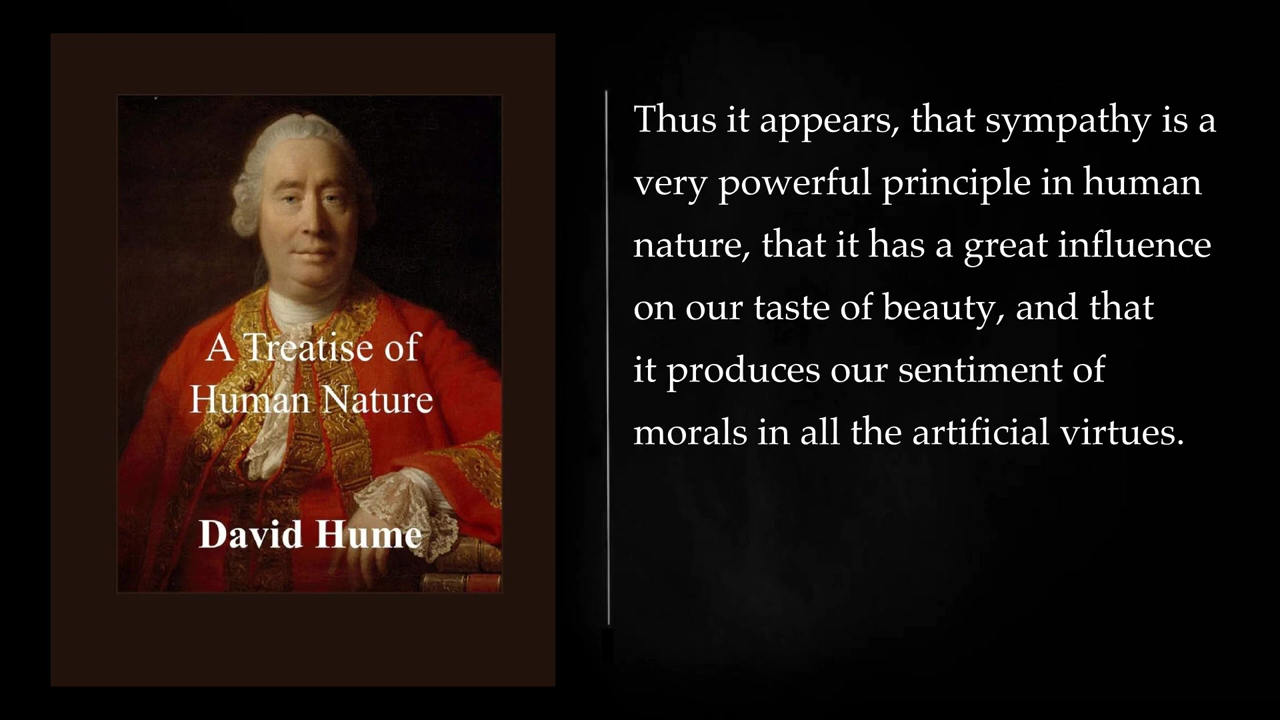 A Treatise of
Human Nature
David Hume
Thus it appears, that sympathy is a
very powerful principle in human
nature, that it has a great influence
on our taste of beauty, and that
it produces our sentiment of
morals in all the artificial virtues.